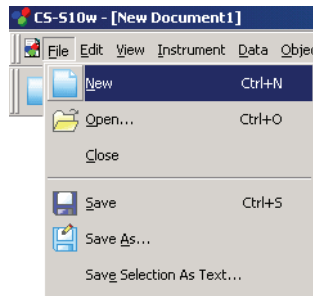 CS-S10w - [New Document1]
File Edit View Instrument Data Obje
New Ctrl+N
Open... Ctrl+O
Close
Save Ctrl+S
Save As...
Save Selection As Text...